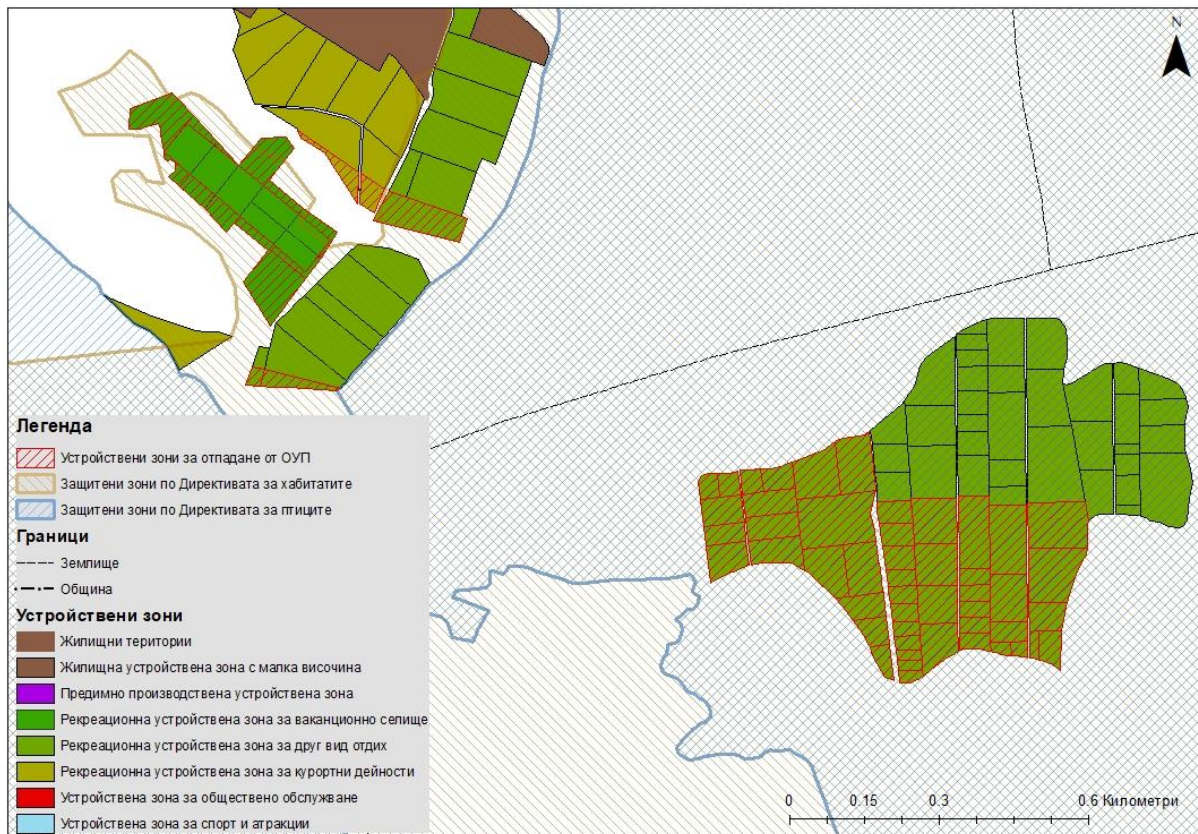 N
Легенда
Устройствени зони за отпадане от ОУП
Защитени зони по Директивата за хабитатите
Защитени зони по Директивата за птиците
Граници
Землище
Община
Устройствени зони
Жилищни територии
Жилищна устройствена зона с малка височина
Предимно производствена устройствена зона
Рекреационна устройствена зона за ваканционно селище
Рекреационна устройствена зона за друг вид отдих
Рекреационна устройствена зона за курортни дейности
Устройствена зона за обществено обслужване
Устройствена зона за спорт и атракции
0 0.15 0.3 0.6 Километри